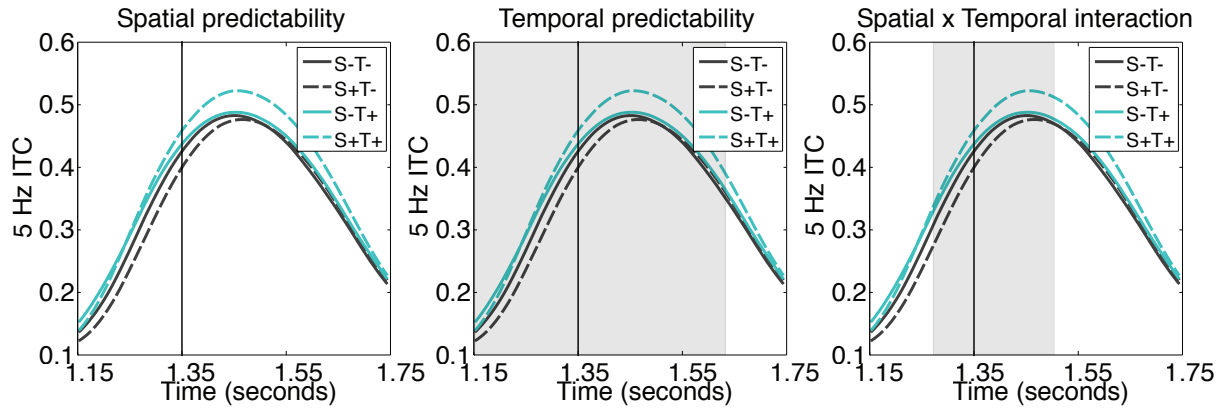 Spatial predictability
0.6
0.5
0.4
0.3
0.2
0.1
5 Hz ITC
S-T-
S+T-
S-T+
S+T+
1.15
1.35
1.55
1.75
Time (seconds)
Temporal predictability
0.6
0.5
0.4
0.3
0.2
0.1
5 Hz ITC
S-T-
S+T-
S-T+
S+T+
1.15
1.35
1.55
1.75
Time (seconds)
Spatial x Temporal interaction
0.6
0.5
0.4
0.3
0.2
0.1
5 Hz ITC
S-T-
S+T-
S-T+
S+T+
1.15
1.35
1.55
1.75
Time (seconds)